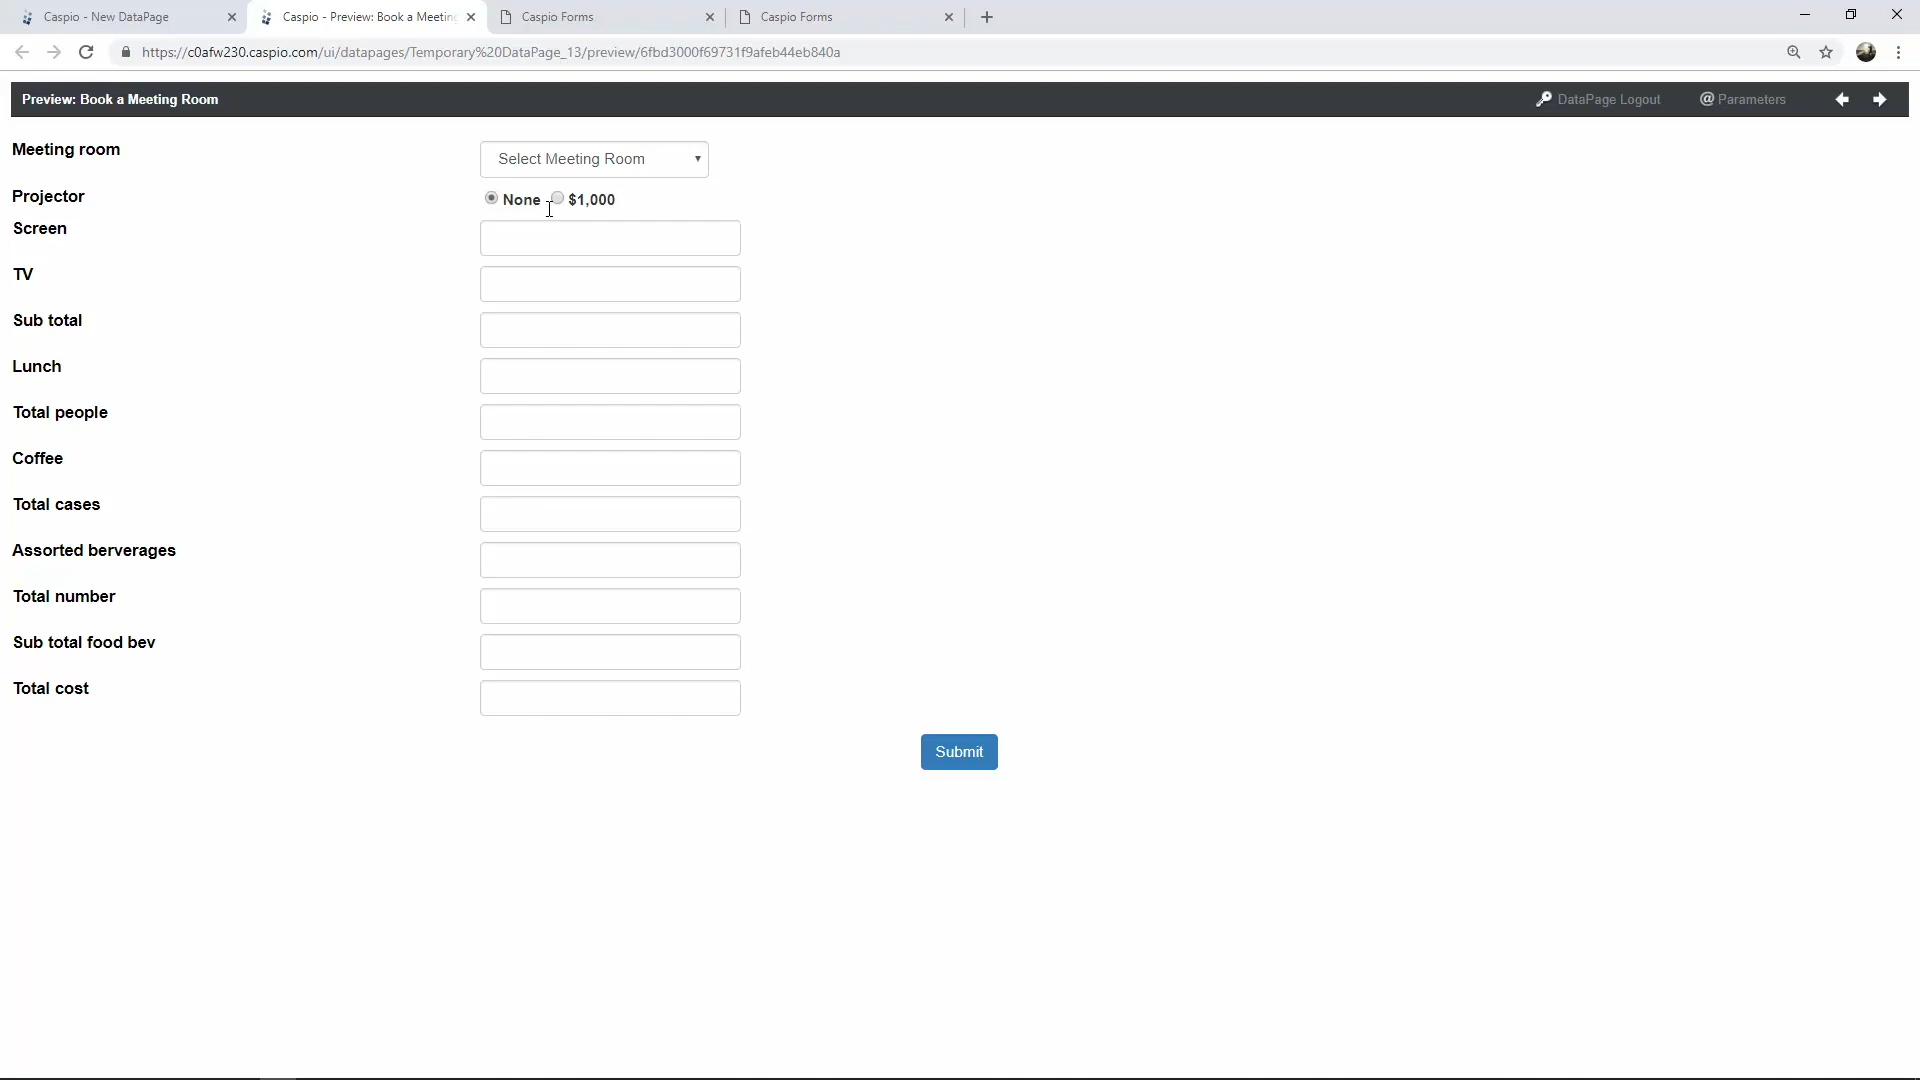 Caspio - New DataPage
Caspio - Preview: Book a Meetin
Caspio Forms
Caspio Forms
https://c0afw230.caspio.com/ui/datapages/Temporary%20DataPage_13/preview/6fbd3000f69731f9afeb44eb840a
Preview: Book a Meeting Room
DataPage Logout
@ Parameters
Meeting room
Select Meeting Room
Projector
None
$1,000
Screen
TV
Sub total
Lunch
Total people
Coffee
Total cases
Assorted berverages
Total number
Sub total food bev
Total cost
Submit